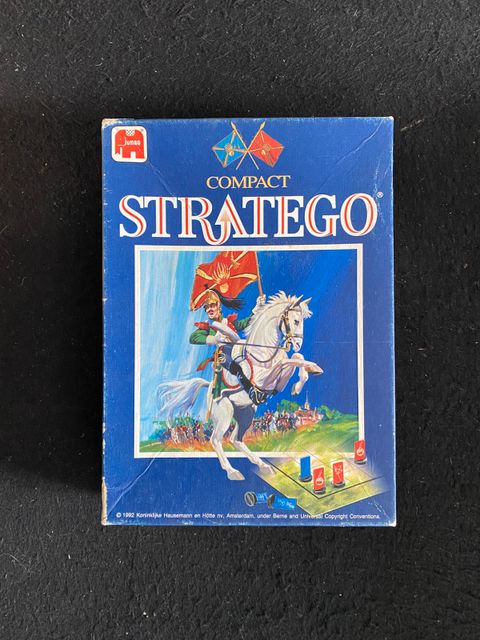 Jumbo
COMPACT
STRATEGO®
© 1992 Koninklijke Hausemann en Hötte nv, Amsterdam, under Berne and Universal Copyright Conventions.